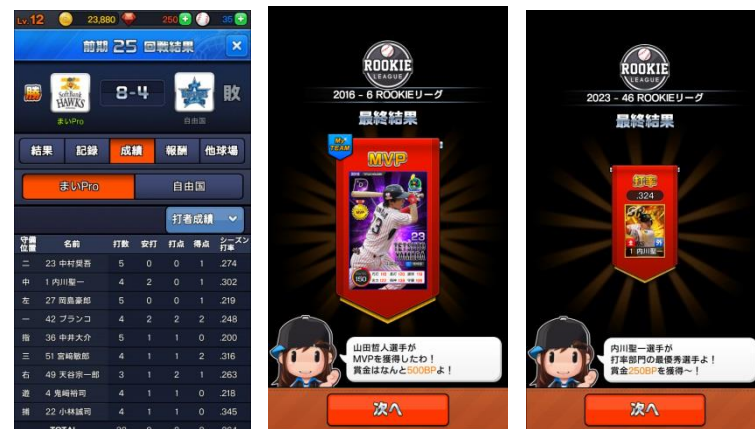 Lv.12 23,880 250 35
前期 25 回戦結果
勝 SoftBank HAWKS 8-4 敗
まいPro 自由国
結果 記録 成績 報酬 他球場
まいPro 自由国
打者成績
守備位置 名前 打数 安打 打点 得点 シーズン打率
二 23 中村晃吾 5 0 0 1 .274
中 1 内川聖一 4 2 0 1 .302
左 27 岡島豪郎 5 0 0 1 .219
一 42 ブランコ 4 2 2 2 .248
指 36 中井大介 5 1 1 0 .200
三 51 宮﨑敏郎 4 1 1 2 .316
右 49 天谷宗一郎 3 1 2 1 .263
遊 4 鬼崎裕司 4 1 1 0 .218
捕 22 小林誠司 4 1 1 0 .345
TOTAL
ROOKIE
LEAGUE
2016 - 6 ROOKIEリーグ
最終結果
My TEAM
MVP
23
TETSUTO
YAMADA
150
山田哲人選手が
MVPを獲得したわ!
賞金はなんと500BPよ!
次へ
ROOKIE
LEAGUE
2023 - 46 ROOKIEリーグ
最終結果
打率
.324
1 内川聖一
内川聖一選手が
打率部門の最優秀選手よ!
賞金250BPを獲得～!
次へ